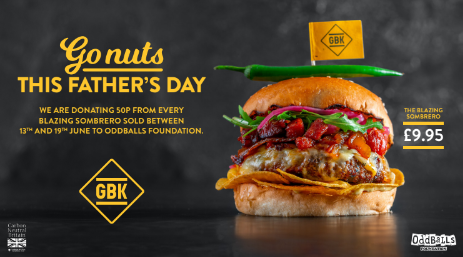 Go nuts
THIS FATHER'S DAY
WE ARE DONATING 50P FROM EVERY
BLAZING SOMBRERO SOLD BETWEEN
13TH AND 19TH JUNE TO ODDBALLS FOUNDATION.
GBK
GBK
THE BLAZING
SOMBRERO
£9.95
Carbon
Neutral
Britain
OddBalls
FOUNDATION